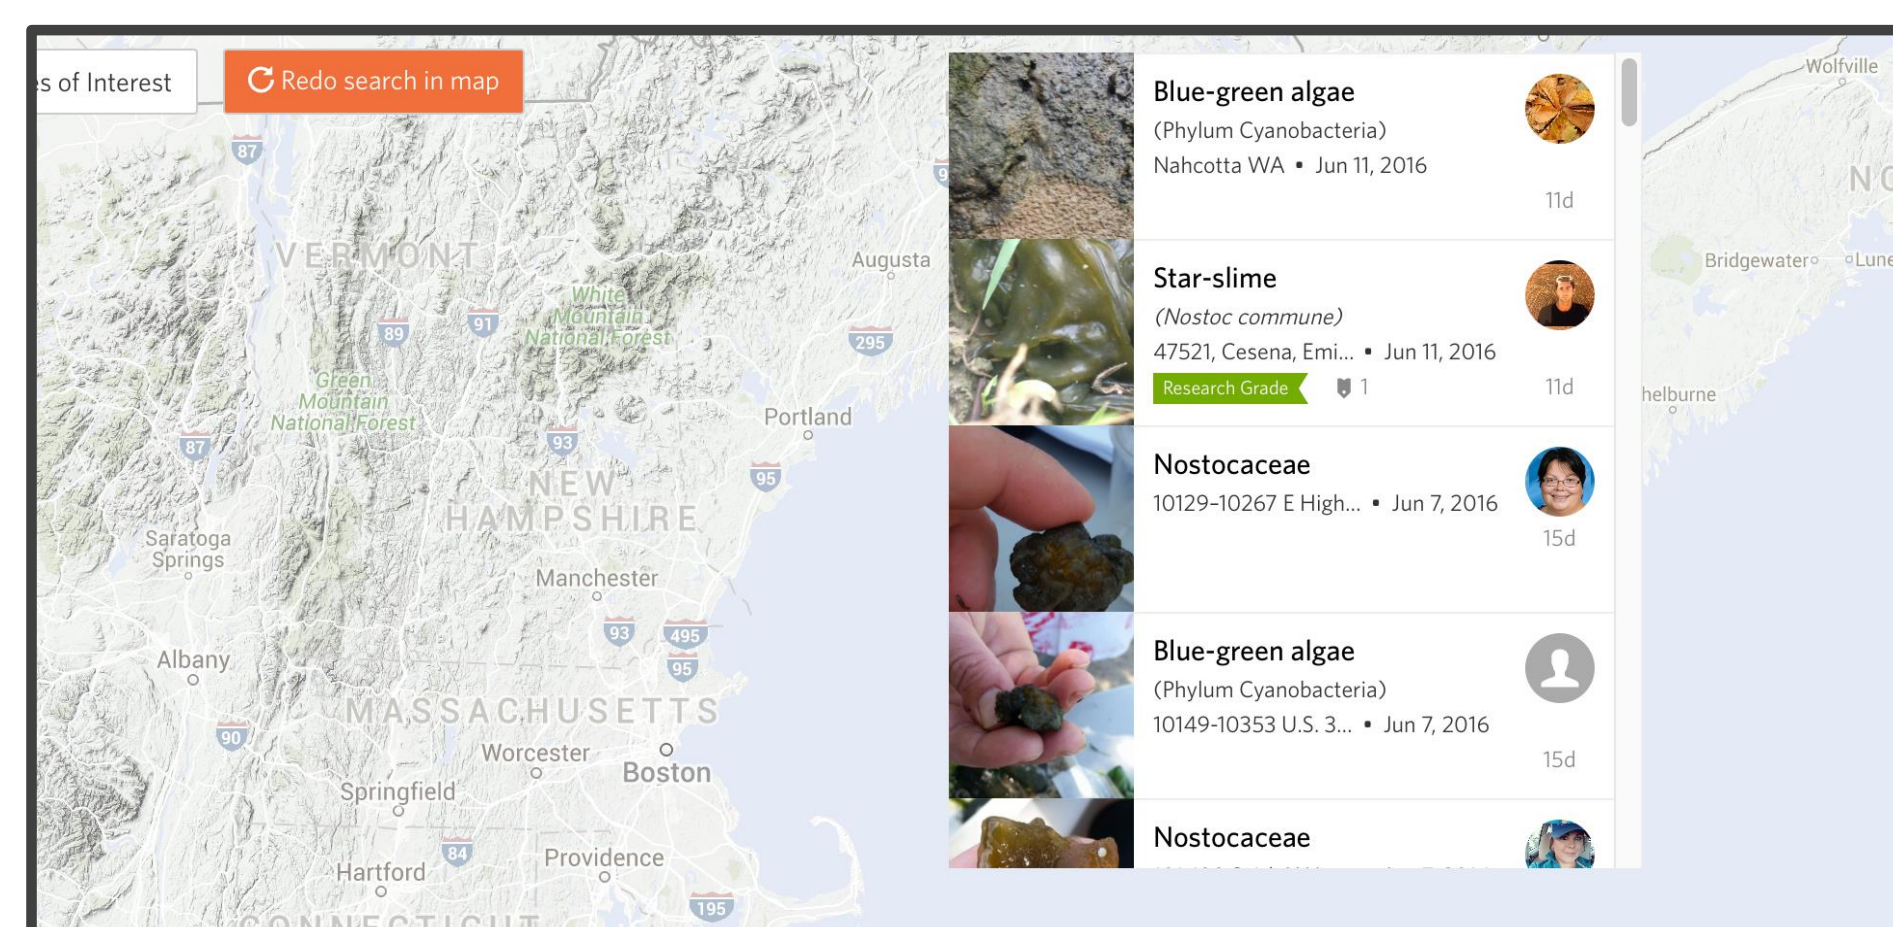 s of Interest
Redo search in map
87
VERMONT
89
91
White
Mountain
National Forest
Augusta
295
Green
Mountain
National Forest
87
93
Portland
95
NEW
HAMPSHIRE
Saratoga
Springs
Manchester
93
495
95
Albany
MASSACHUSETTS
90
Worcester
Boston
Springfield
84
Hartford
Providence
195
CONNECTICUT
Blue-green algae
(Phylum Cyanobacteria)
Nahcotta WA ▪ Jun 11, 2016
11d
Star-slime
(Nostoc commune)
47521, Cesena, Emi... ▪ Jun 11, 2016
Research Grade 1
11d
Nostocaceae
10129–10267 E High... ▪ Jun 7, 2016
15d
Blue-green algae
(Phylum Cyanobacteria)
10149-10353 U.S. 3... ▪ Jun 7, 2016
15d
Nostocaceae
Wolfville
NO
Bridgewater
Lune
helburne